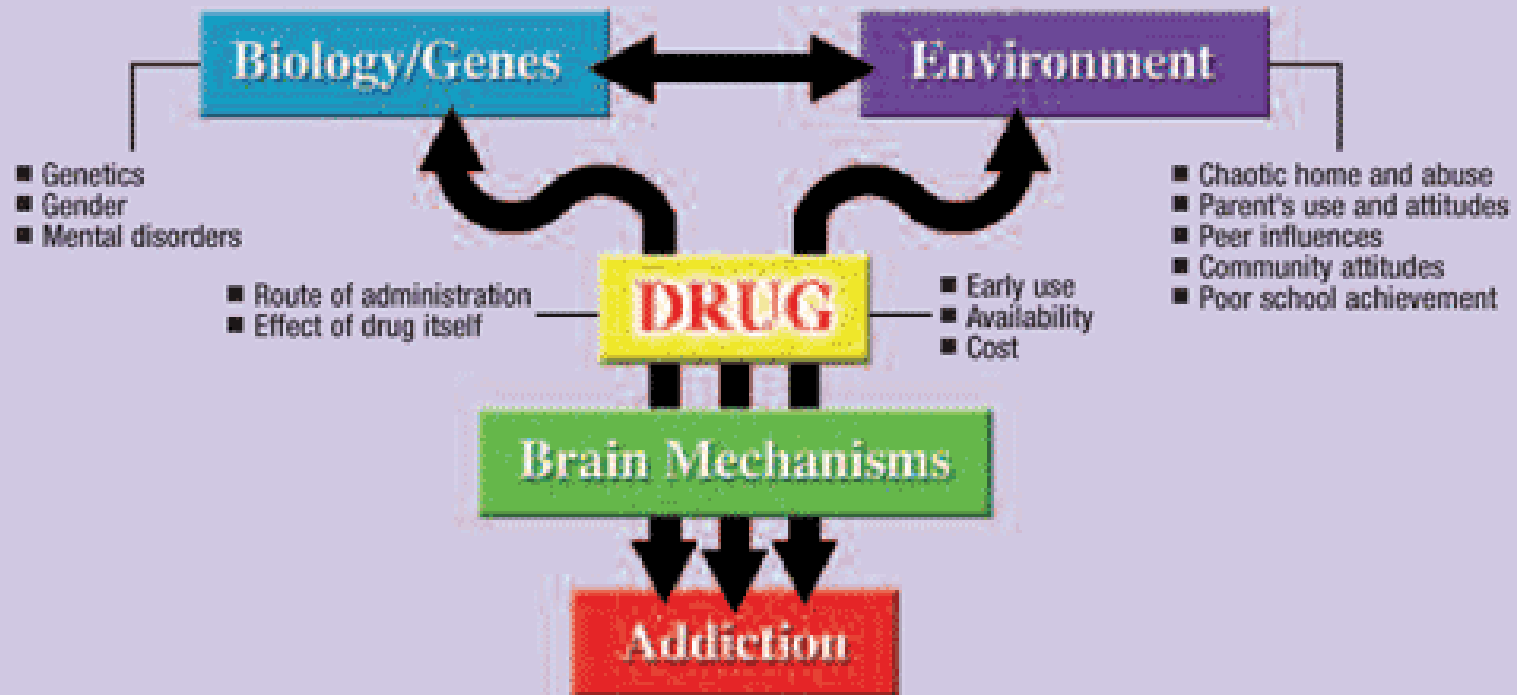 Biology/Genes
Environment
■ Genetics
■ Gender
■ Mental disorders
■ Chaotic home and abuse
■ Parent's use and attitudes
■ Peer influences
■ Community attitudes
■ Poor school achievement
■ Route of administration
■ Effect of drug itself
DRUG
■ Early use
■ Availability
■ Cost
Brain Mechanisms
Addiction